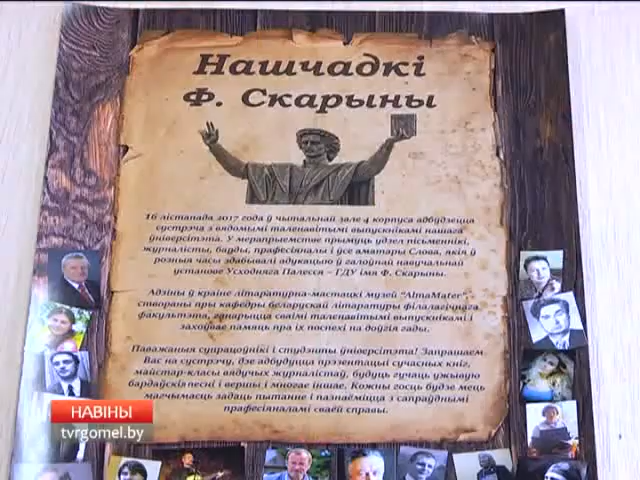 Нашчадкі
Ф. Скарыны
16 лістапада 2017 года ў чытальнай зале 4 корпуса адбудзецца
сустрэча з вядомымі таленавітымі выпускнікамі нашага
ўніверсітэта. У мерапрыемстве прымуць удзел пісьменнікі,
журналісты, барды, прафесіяналы і ўсе аматары Слова, якія ў
розныя часы здабывалі адукацыю ў галоўнай навучальнай
установе Усходняга Палесся – ГДУ імя Ф. Скарыны.
Адзіны ў краіне літаратурна-мастацкі музей "AlmaMater",
створаны пры кафедры беларускай літаратуры філалагічнага
факультэта, ганарыцца сваімі таленавітымі выпускнікамі і
захоўвае памяць пра іх поспехі на доўгія гады.
Паважаныя супрацоўнікі і студэнты ўніверсітэта! Запрашаем
Вас на сустрэчу, дзе адбудуцца прэзентацыі сучасных кніг,
майстар-класы вядучых журналістаў, будуць гучаць ужывую
бардаўскія песні і вершы і многае іншае. Кожны госць будзе мець
магчымасць задаць пытанне і пазнаёміцца з сапраўднымі
прафесіяналамі сваёй справы.
НАВІНЫ
tvrgomel.by